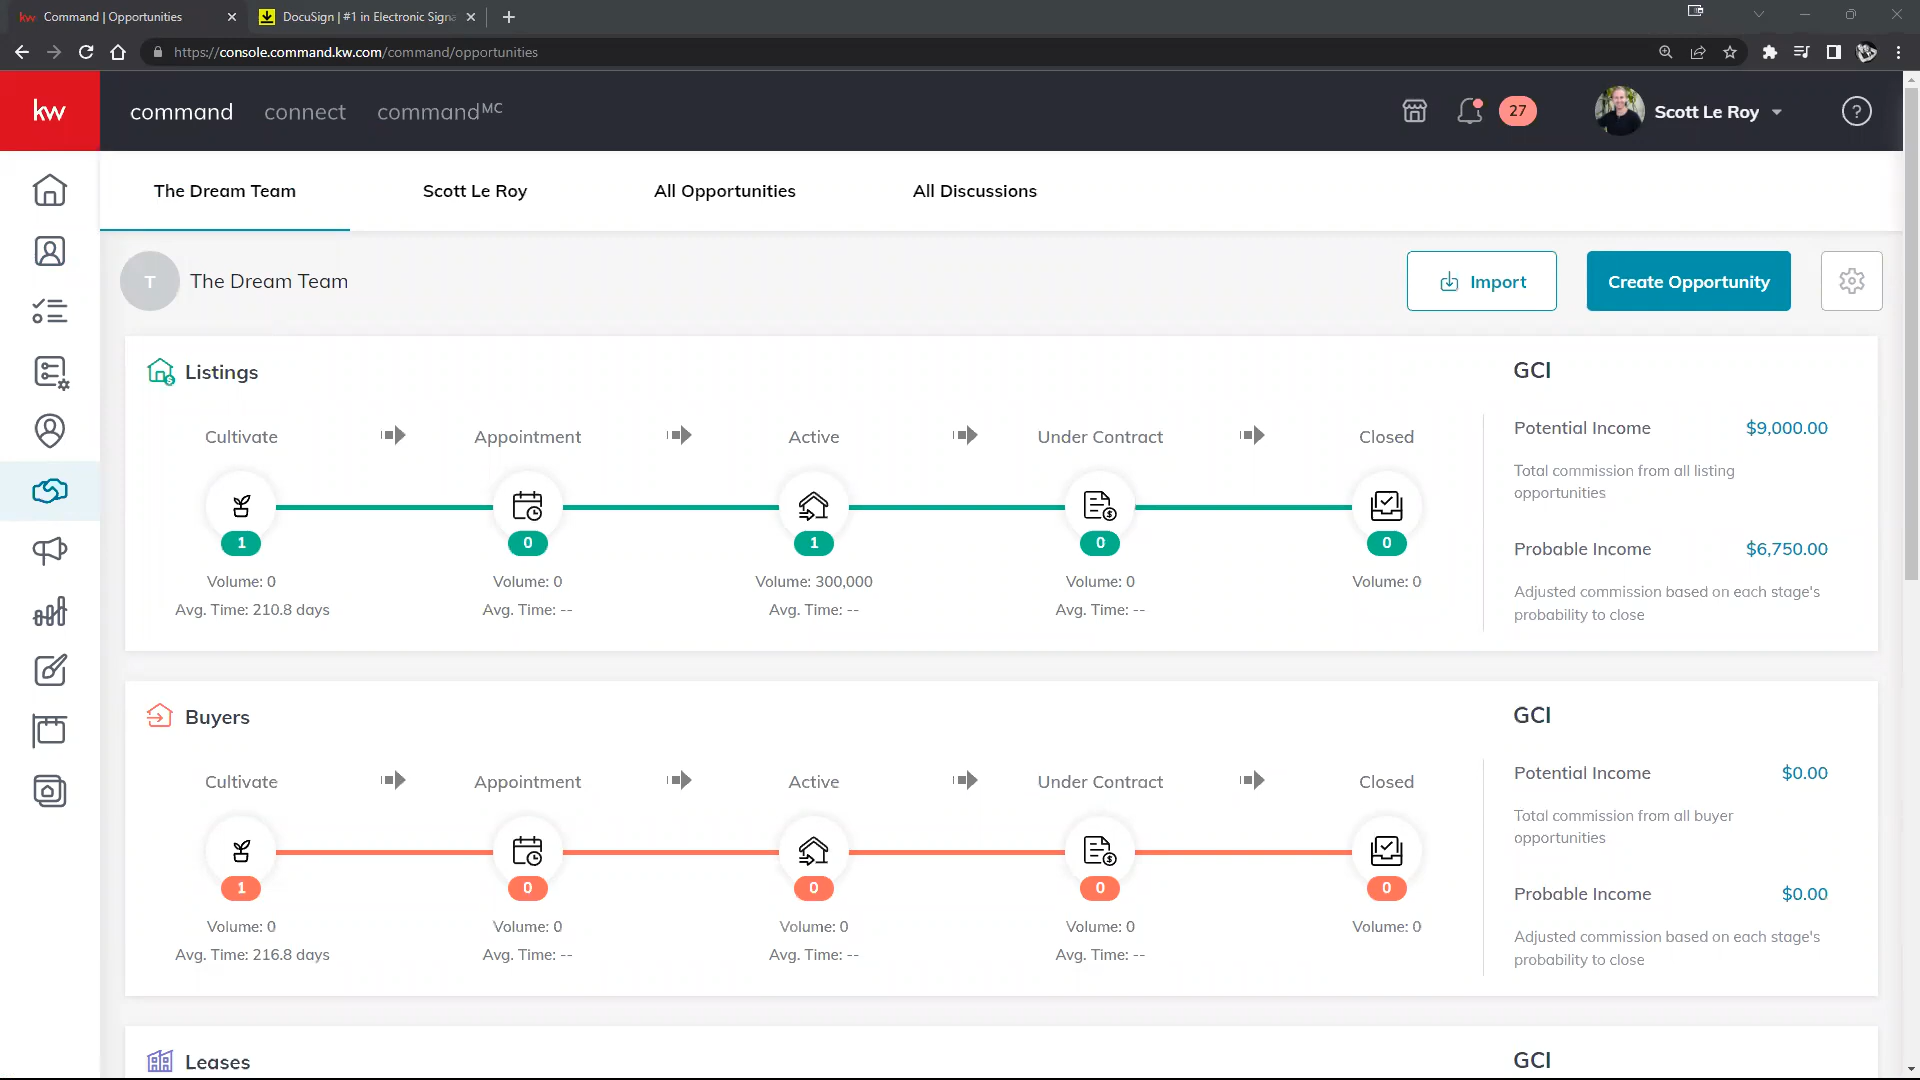 kw Command | Opportunities
DocuSign | #1 in Electronic Signa
https://console.command.kw.com/command/opportunities
kw
command connect commandMC
27
Scott Le Roy
?
The Dream Team Scott Le Roy All Opportunities All Discussions
T The Dream Team
Import
Create Opportunity
Listings
Cultivate Appointment Active Under Contract Closed
1 0 1 0 0
Volume: 0 Volume: 0 Volume: 300,000 Volume: 0 Volume: 0
Avg. Time: 210.8 days Avg. Time: -- Avg. Time: -- Avg. Time: --
GCI
Potential Income $9,000.00
Total commission from all listing
opportunities
Probable Income $6,750.00
Adjusted commission based on each stage's
probability to close
Buyers
Cultivate Appointment Active Under Contract Closed
1 0 0 0 0
Volume: 0 Volume: 0 Volume: 0 Volume: 0 Volume: 0
Avg. Time: 216.8 days Avg. Time: -- Avg. Time: -- Avg. Time: --
GCI
Potential Income $0.00
Total commission from all buyer
opportunities
Probable Income $0.00
Adjusted commission based on each stage's
probability to close
Leases
GCI